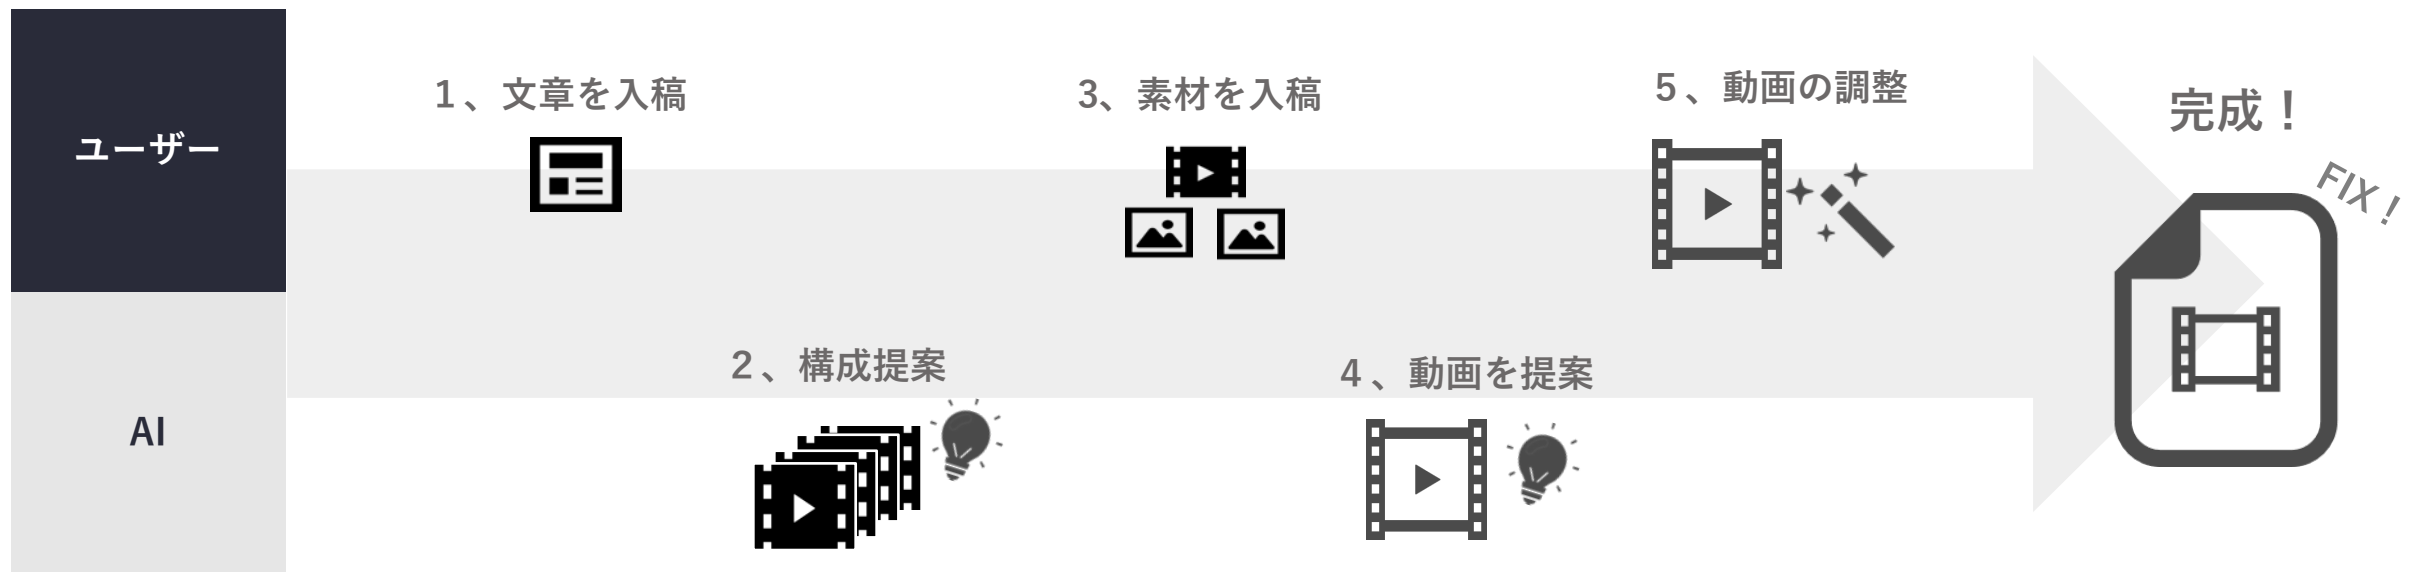 ユーザー
1、文章を入稿
3、素材を入稿
5、動画の調整
完成！
FIX！
AI
2、構成提案
4、動画を提案